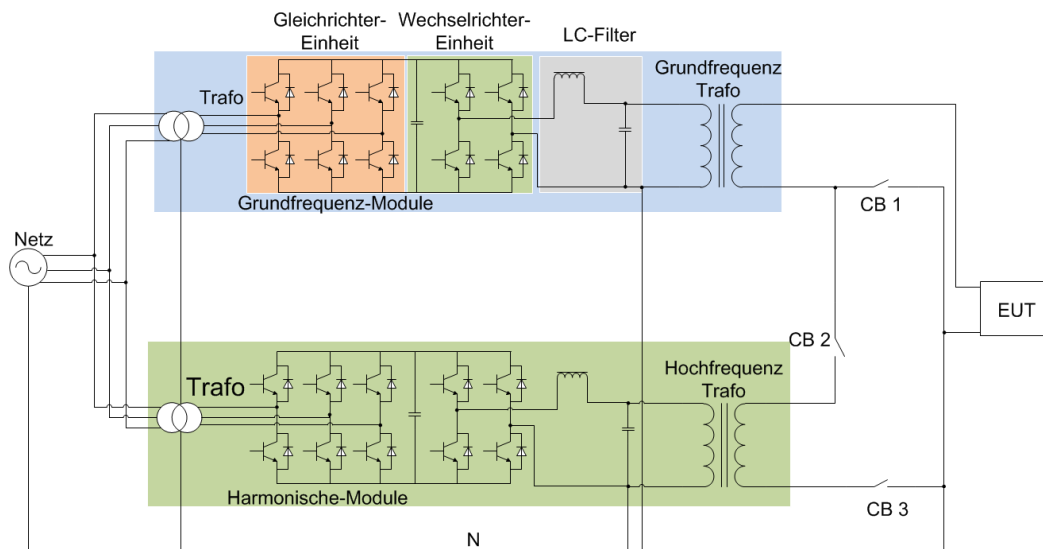 Gleichrichter-
Einheit
Wechselrichter-
Einheit
LC-Filter
Trafo
Grundfrequenz
Trafo
Grundfrequenz-Module
CB 1
Netz
EUT
CB 2
Trafo
Hochfrequenz
Trafo
Harmonische-Module
CB 3
N